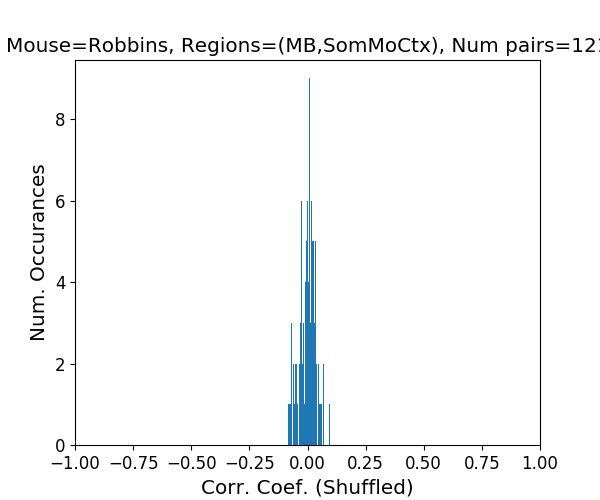 Mouse=Robbins, Regions=(MB,SomMoCtx), Num pairs=121
Num. Occurances
8
6
4
2
0
−1.00 −0.75 −0.50 −0.25 0.00 0.25 0.50 0.75 1.00
Corr. Coef. (Shuffled)